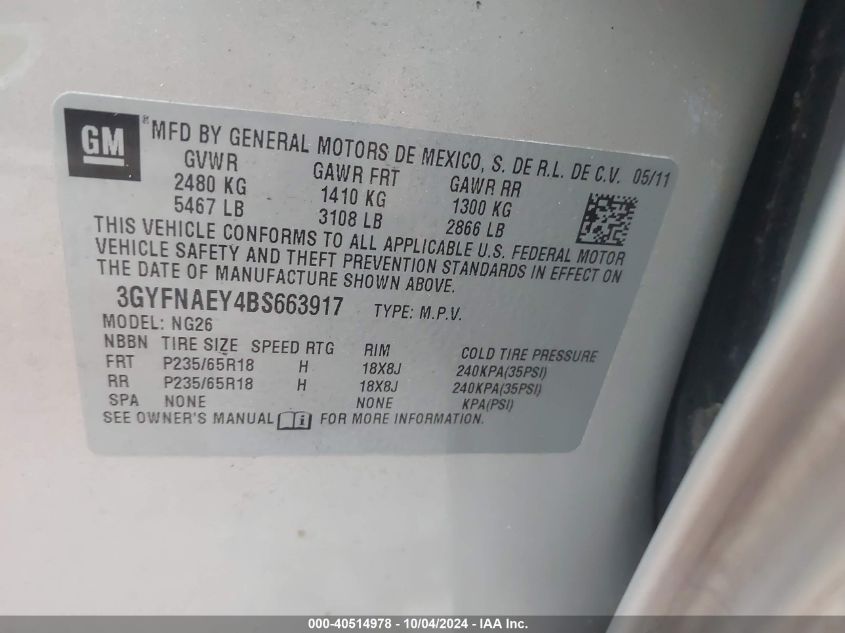 GM ® MFD BY GENERAL MOTORS DE MEXICO, S. DE R.L. DE C.V. 05/11
GVWR GAWR FRT GAWR RR
2480 KG 1410 KG 1300 KG
5467 LB 3108 LB 2866 LB
THIS VEHICLE CONFORMS TO ALL APPLICABLE U.S. FEDERAL MOTOR
VEHICLE SAFETY AND THEFT PREVENTION STANDARDS IN EFFECT ON
THE DATE OF MANUFACTURE SHOWN ABOVE.
3GYFNAEY4BS663917 TYPE: M.P.V.
MODEL: NG26
NBBN TIRE SIZE SPEED RTG RIM COLD TIRE PRESSURE
FRT P235/65R18 H 18X8J 240KPA(35PSI)
RR P235/65R18 H 18X8J 240KPA(35PSI)
SPA NONE NONE KPA(PSI)
SEE OWNER'S MANUAL FOR MORE INFORMATION.
000-40514978 - 10/04/2024 - IAA Inc.